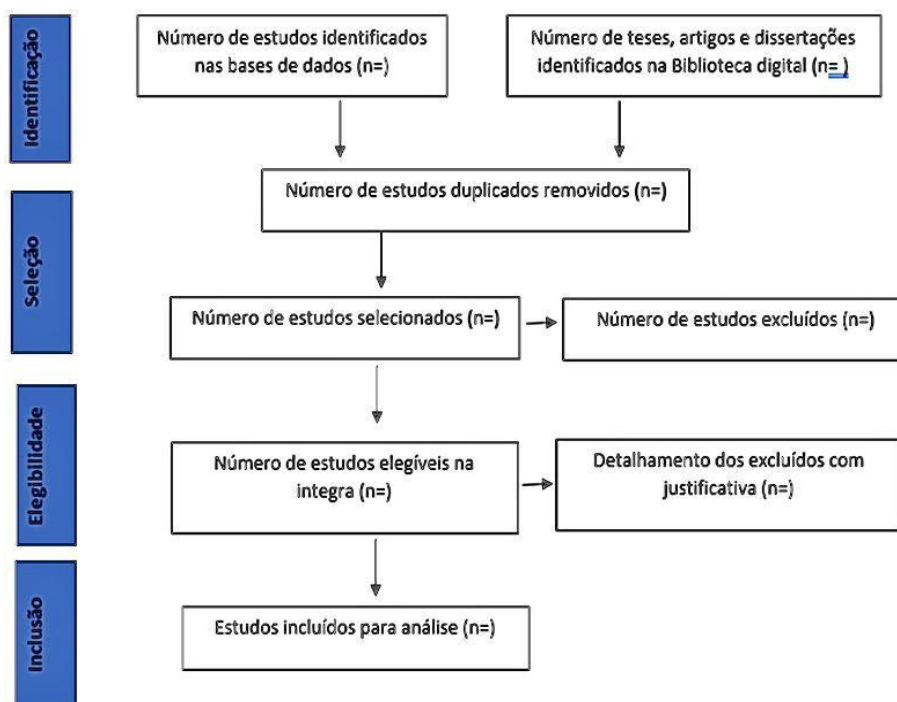 Identificação
Número de estudos identificados
nas bases de dados (n=)
Número de teses, artigos e dissertações
identificados na Biblioteca digital (n= )
Número de estudos duplicados removidos (n=)
Seleção
Número de estudos selecionados (n=)
Número de estudos excluídos (n=)
Elegibilidade
Número de estudos elegíveis na
integra (n=)
Detalhamento dos excluídos com
justificativa (n=)
Inclusão
Estudos incluídos para análise (n=)